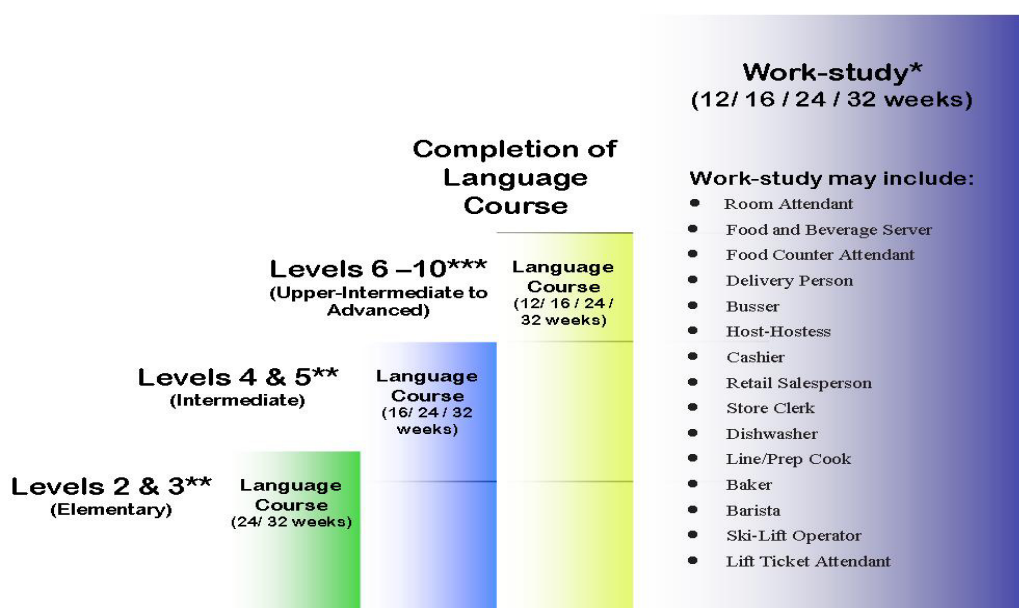 Work-study*
(12/ 16 / 24 / 32 weeks)
Completion of
Language
Course
Work-study may include:
● Room Attendant
● Food and Beverage Server
● Food Counter Attendant
● Delivery Person
● Busser
● Host-Hostess
● Cashier
● Retail Salesperson
● Store Clerk
● Dishwasher
● Line/Prep Cook
● Baker
● Barista
● Ski-Lift Operator
● Lift Ticket Attendant
Levels 6 –10***
(Upper-Intermediate to
Advanced)
Language
Course
(12/ 16 / 24 /
32 weeks)
Levels 4 & 5**
(Intermediate)
Language
Course
(16/ 24 / 32
weeks)
Levels 2 & 3**
(Elementary)
Language
Course
(24/ 32 weeks)